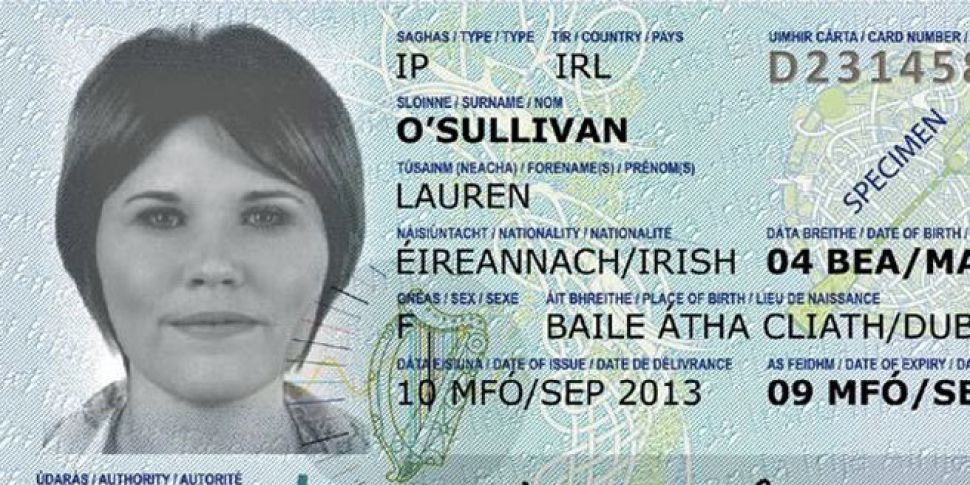 SAGHAS / TYPE / TYPE TÍR / COUNTRY / PAYS UIMHIR CÁRTA / CARD NUMBER /
IP IRL D231458
SLOINNE / SURNAME / NOM
O'SULLIVAN
SPECIMEN
TÚSAINM (NEACHA) / FORENAME(S) / PRÉNOM(S)
LAUREN
NÁISIÚNTACHT / NATIONALITY / NATIONALITÉ DÁTA BREITHE / DATE OF BIRTH /
ÉIREANNACH/IRISH 04 BEA/MA
GNÉAS / SEX / SEXE ÁIT BHREITHE / PLACE OF BIRTH / LIEU DE NAISSANCE
F BAILE ÁTHA CLIATH/DUB
DÁTA EISIÚNA / DATE OF ISSUE / DATE DE DÉLIVRANCE AS FEIDHM / DATE OF EXPIRY /
10 MFÓ/SEP 2013 09 MFÓ/SE
ÚDARÁS / AUTHORITY / AUTORITÉ